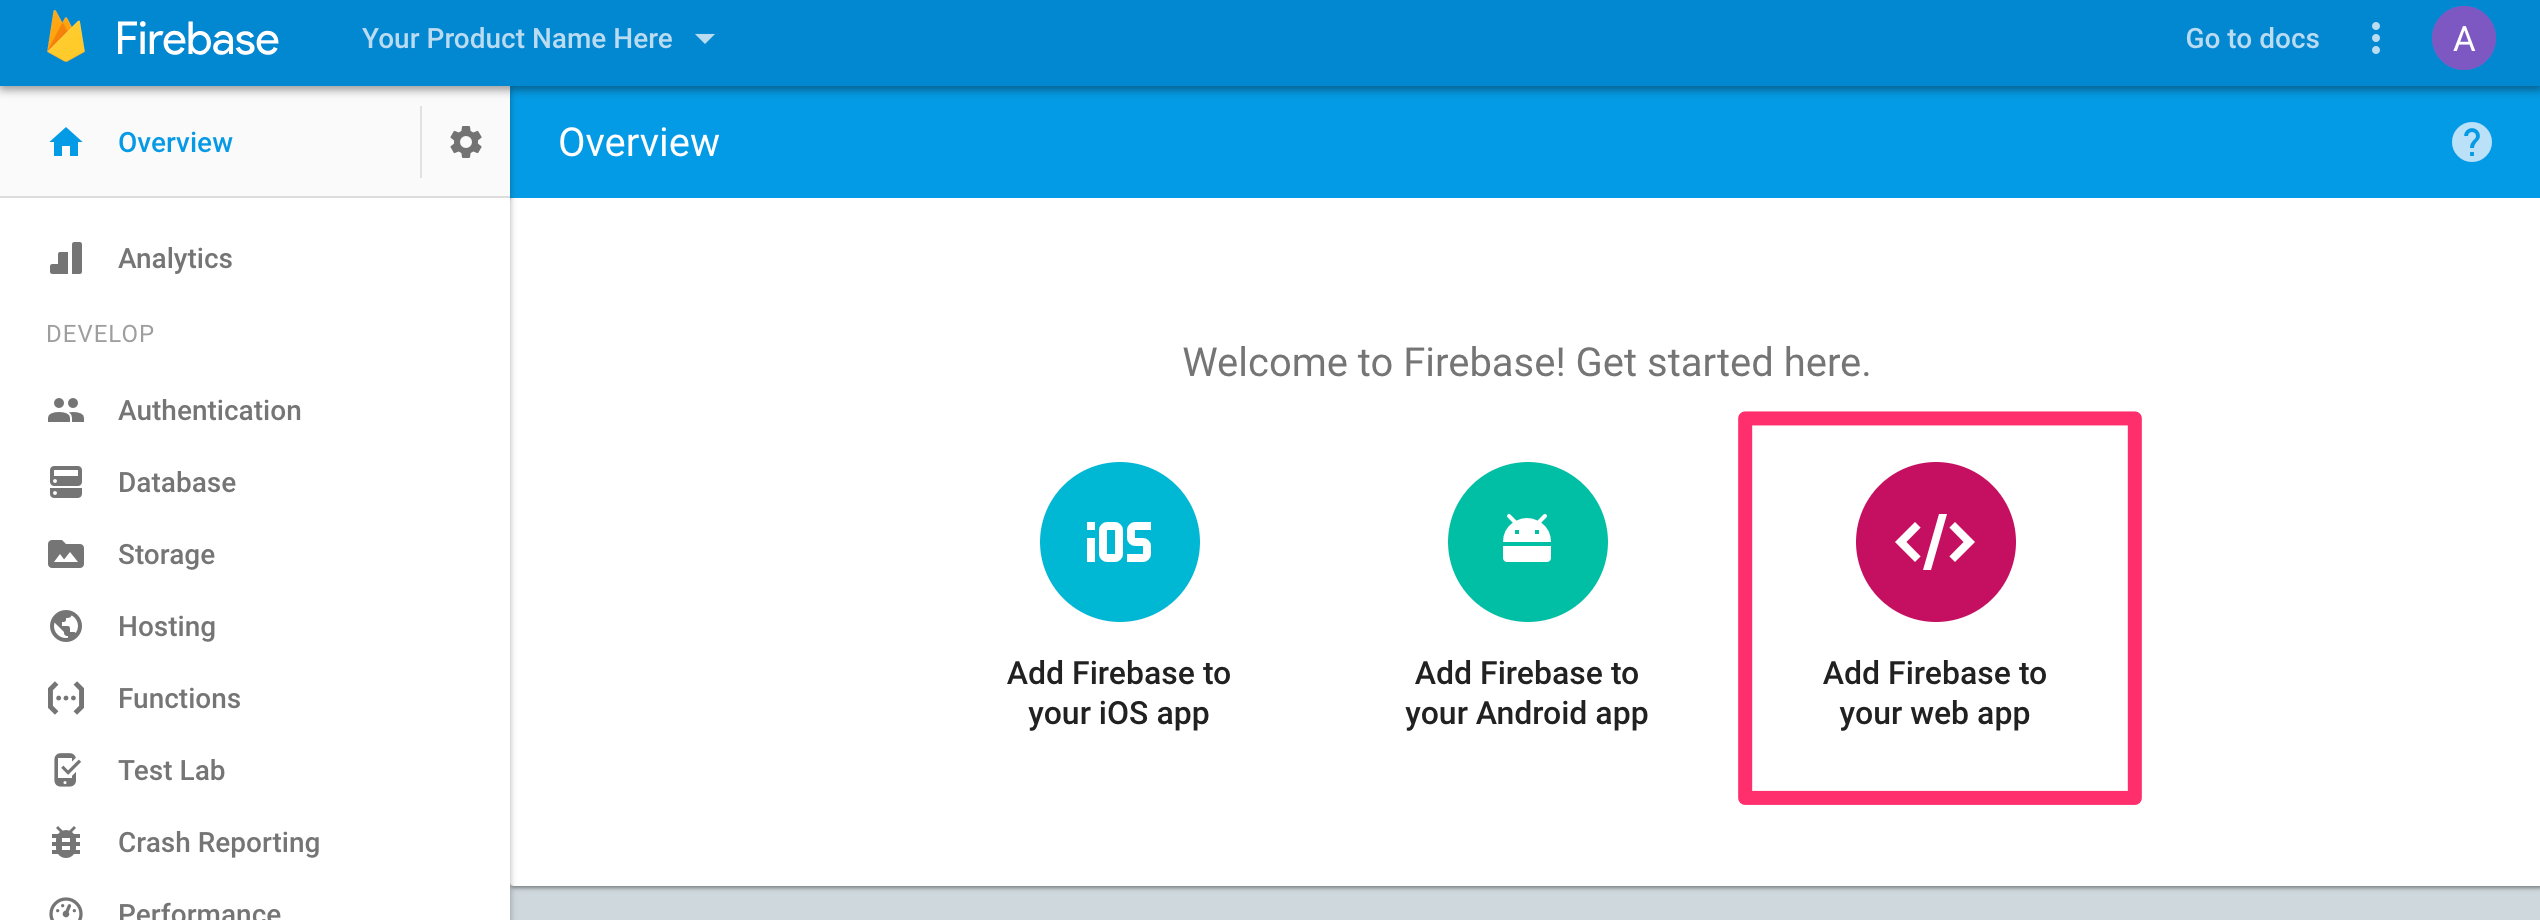 Firebase
Your Product Name Here
Go to docs
A
Overview
Overview
?
Analytics
DEVELOP
Authentication
Database
Storage
Hosting
Functions
Test Lab
Crash Reporting
Performance
Welcome to Firebase! Get started here.
iOS
Add Firebase to
your iOS app
Add Firebase to
your Android app
</>
Add Firebase to
your web app